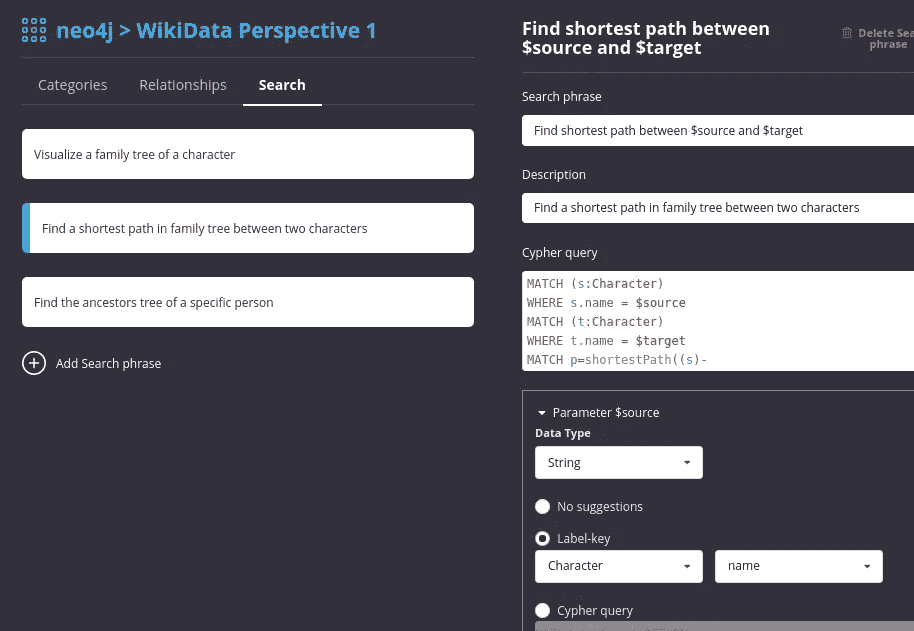 neo4j > WikiData Perspective 1
Categories
Relationships
Search
Visualize a family tree of a character
Find a shortest path in family tree between two characters
Find the ancestors tree of a specific person
Add Search phrase
Find shortest path between
$source and $target
Delete Sea
phrase
Search phrase
Find shortest path between $source and $target
Description
Find a shortest path in family tree between two characters
Cypher query
MATCH (s:Character)
WHERE s.name = $source
MATCH (t:Character)
WHERE t.name = $target
MATCH p=shortestPath((s)-
Parameter $source
Data Type
String
No suggestions
Label-key
Character
name
Cypher query